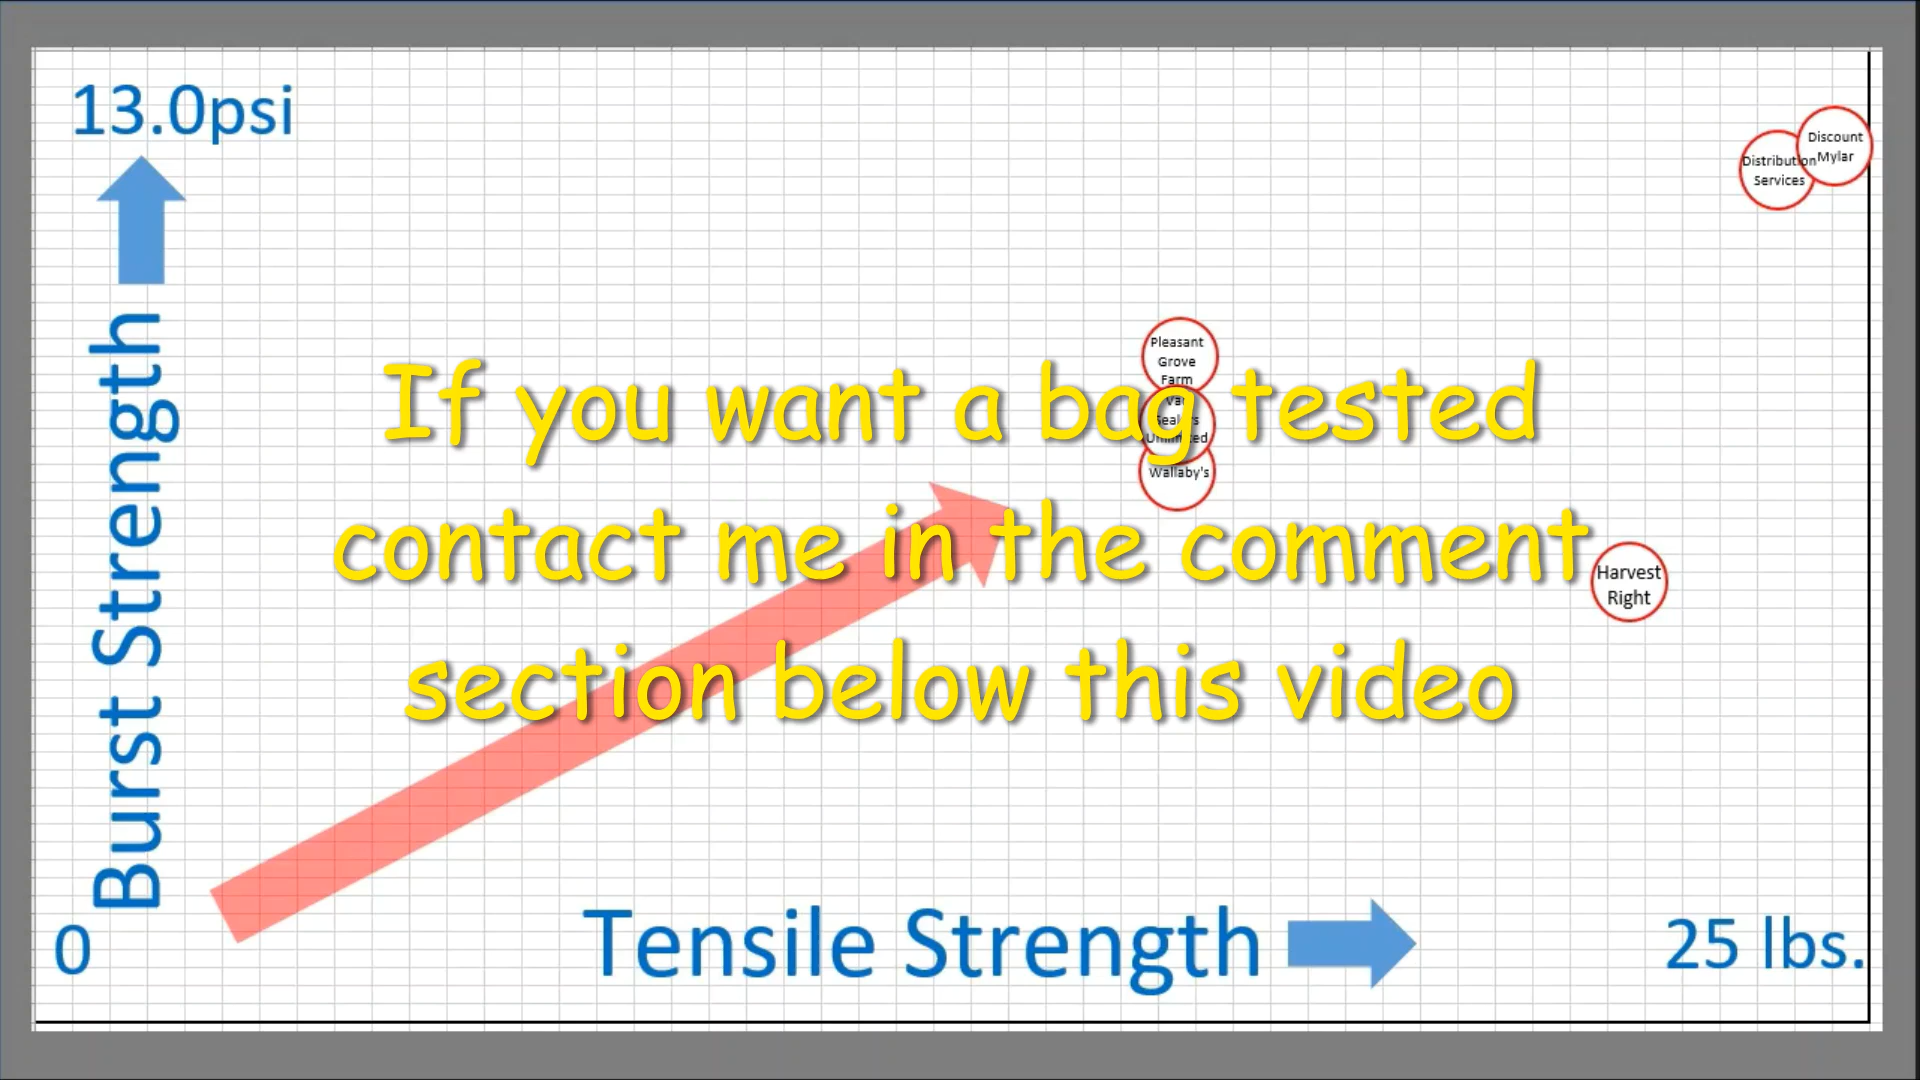 13.0psi
Burst Strength
0
Tensile Strength
25 lbs.
Discount
Mylar
Distribution
Services
Pleasant
Grove
Farm
Wallaby's
Harvest
Right
If you want a bag tested
contact me in the comment
section below this video